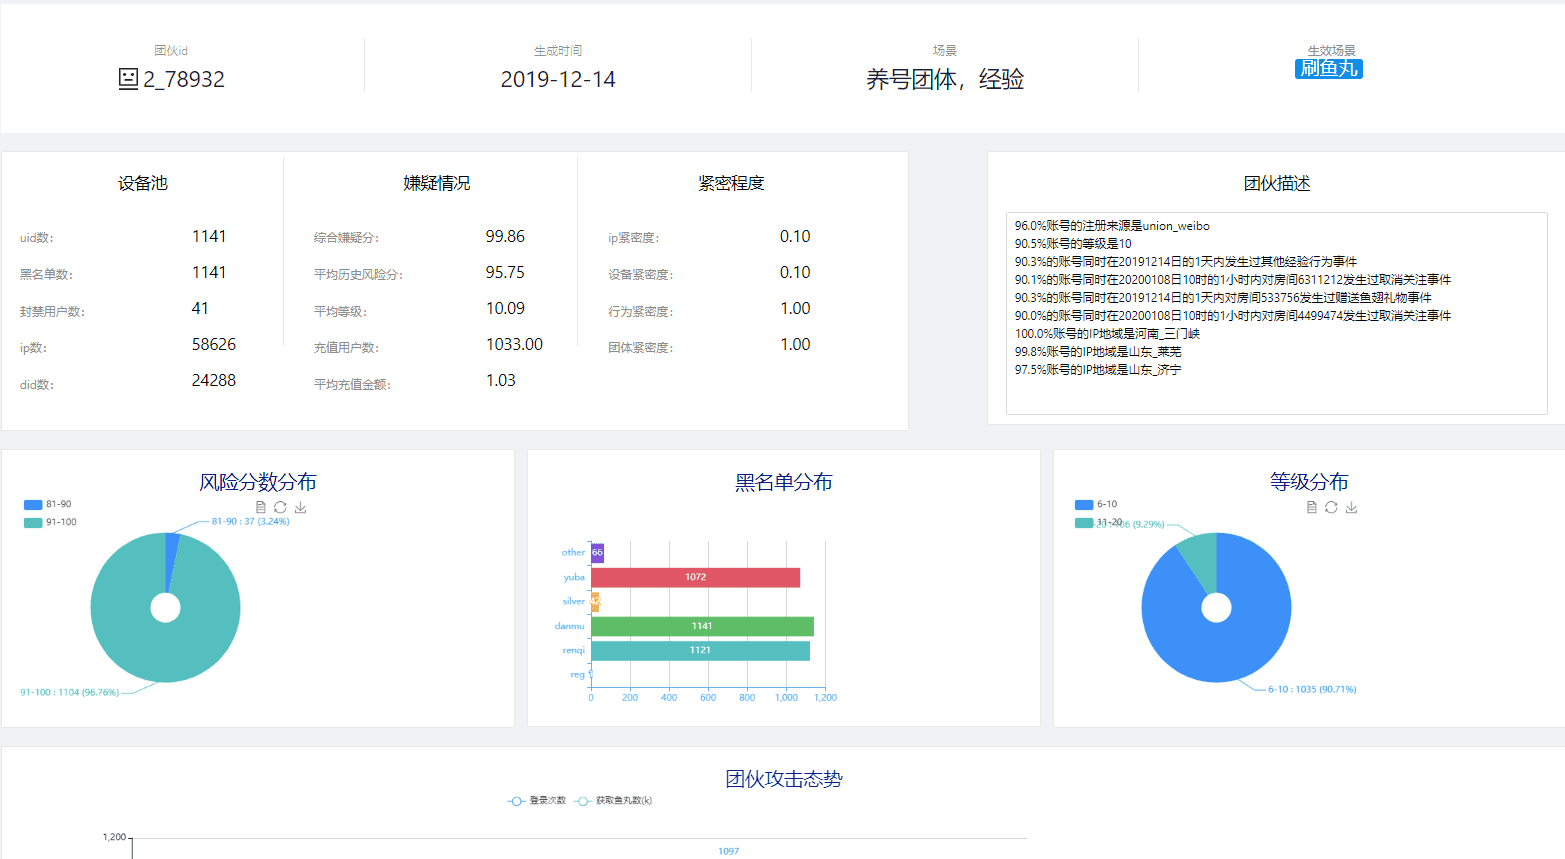 团伙id
2_78932
生成时间
2019-12-14
场景
养号团体，经验
生效场景
刷鱼丸
设备池
uid数：
1141
黑名单数：
1141
封禁用户数：
41
ip数：
58626
did数：
24288
嫌疑情况
综合嫌疑分：
99.86
平均历史风险分：
95.75
平均等级：
10.09
充值用户数：
1033.00
平均充值金额：
1.03
紧密程度
ip紧密度：
0.10
设备紧密度：
0.10
行为紧密度：
1.00
团体紧密度：
1.00
团伙描述
96.0%账号的注册来源是union_weibo
90.5%账号的等级是10
90.3%的账号同时在20191214日的1天内发生过其他经验行为事件
90.1%的账号同时在20200108日10时的1小时内对房间6311212发生过取消关注事件
90.3%的账号同时在20191214日的1天内对房间533756发生过赠送鱼翅礼物事件
90.0%的账号同时在20200108日10时的1小时内对房间4499474发生过取消关注事件
100.0%账号的IP地域是河南_三门峡
99.8%账号的IP地域是山东_莱芜
97.5%账号的IP地域是山东_济宁
风险分数分布
81-90
91-100
81-90 : 37 (3.24%)
91-100 : 1104 (96.76%)
黑名单分布
other
66
yuba
1072
silver
danmu
1141
renqi
1121
reg
0
200
400
600
800
1,000
1,200
等级分布
6-10
11-20
20 : 106 (9.29%)
6-10 : 1035 (90.71%)
团伙攻击态势
登录次数
获取鱼丸数(k)
1,200
1097